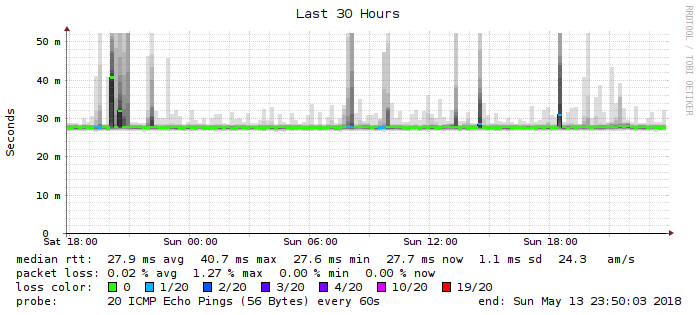 Last 30 Hours
RRDTOOL / TOBI OETIKER
Seconds
50 m
40 m
30 m
20 m
10 m
0
Sat 18:00 Sun 00:00 Sun 06:00 Sun 12:00 Sun 18:00
median rtt: 27.9 ms avg 40.7 ms max 27.6 ms min 27.7 ms now 1.1 ms sd 24.3 am/s
packet loss: 0.02 % avg 1.27 % max 0.00 % min 0.00 % now
loss color: 0 1/20 2/20 3/20 4/20 10/20 19/20
probe: 20 ICMP Echo Pings (56 Bytes) every 60s end: Sun May 13 23:50:03 2018